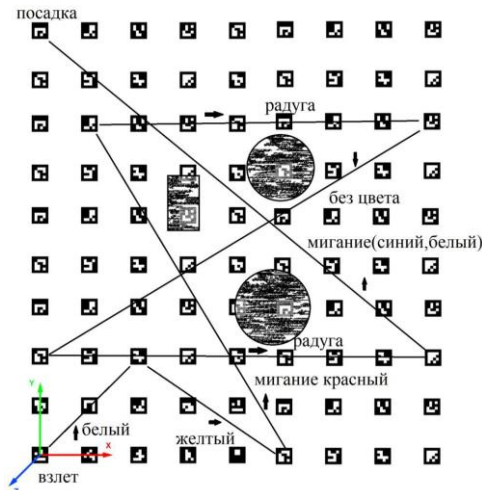 посадка
радуга
без цвета
мигание(синий,белый)
радуга
мигание красный
Y
белый
желтый
X
взлет